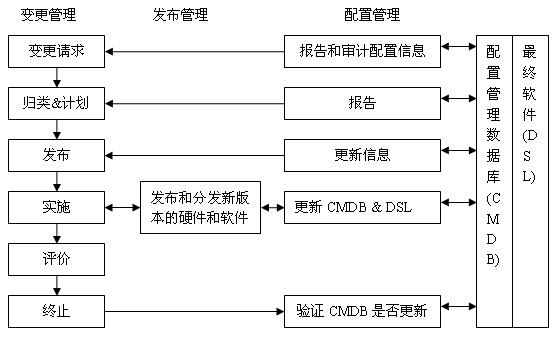 变更管理
发布管理
配置管理
变更请求
报告和审计配置信息
归类&计划
报告
发布
更新信息
实施
发布和分发新版
本的硬件和软件
更新 CMDB & DSL
评价
终止
验证 CMDB 是否更新
配置管理数据库(CMDB)
最终软件(DSL)